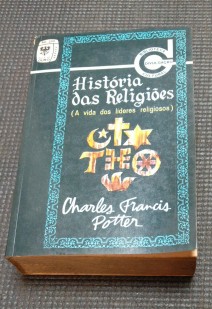 História
das Religiões
(A vida dos líderes religiosos)
Charles Francis
Potter